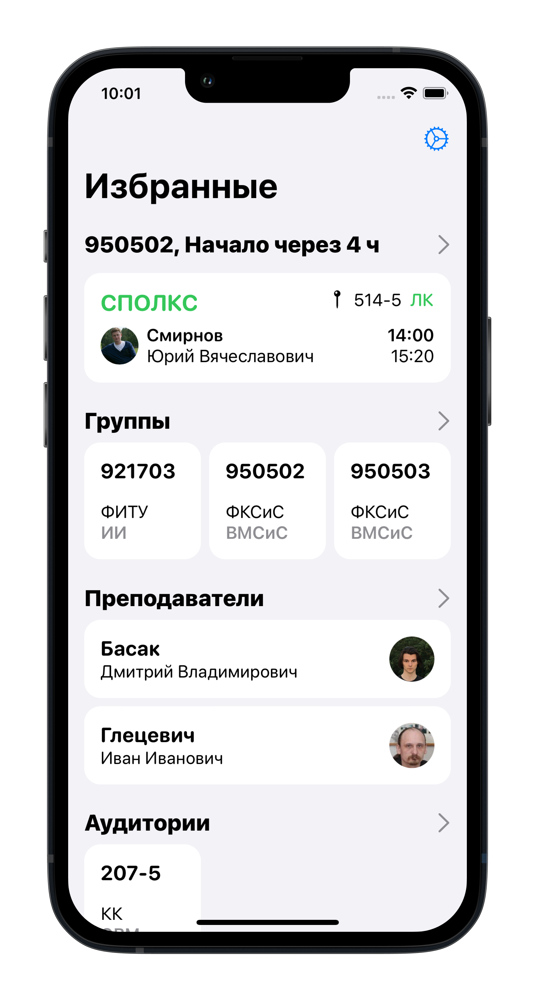 10:01
Избранные
950502, Начало через 4 ч
СПОЛКС 514-5 ЛК
Смирнов 14:00
Юрий Вячеславович 15:20
Группы
921703 950502 950503
ФИТУ ФКСиС ФКСиС
ИИ ВМСиС ВМСиС
Преподаватели
Басак
Дмитрий Владимирович
Глецевич
Иван Иванович
Аудитории
207-5
КК